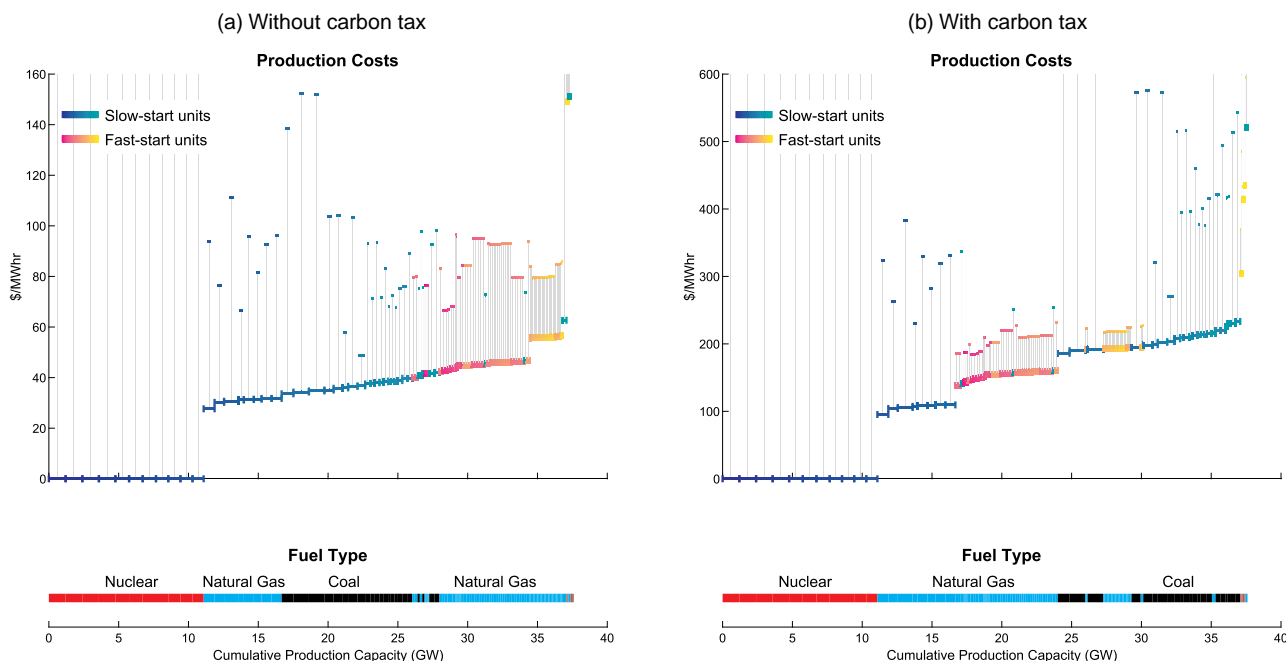 (a) Without carbon tax
Production Costs
160
140
120
100
80
60
40
20
0
$/MWhr
Slow-start units
Fast-start units
Fuel Type
Nuclear Natural Gas Coal Natural Gas
0 5 10 15 20 25 30 35 40
Cumulative Production Capacity (GW)
(b) With carbon tax
Production Costs
600
500
400
300
200
100
0
$/MWhr
Slow-start units
Fast-start units
Fuel Type
Nuclear Natural Gas Coal
0 5 10 15 20 25 30 35 40
Cumulative Production Capacity (GW)